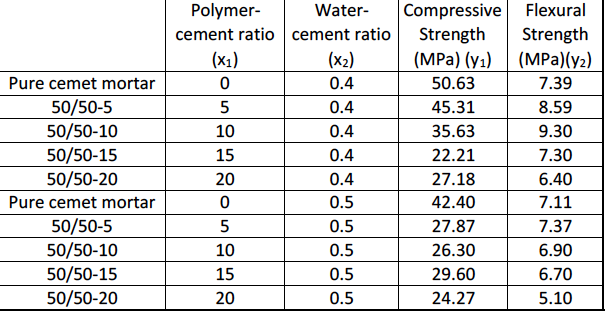 Polymer-cement ratio (x₁) Water-cement ratio (x₂) Compressive Strength (MPa) (y₁) Flexural Strength (MPa)(y₂)
Pure cemet mortar 0 0.4 50.63 7.39
50/50-5 5 0.4 45.31 8.59
50/50-10 10 0.4 35.63 9.30
50/50-15 15 0.4 22.21 7.30
50/50-20 20 0.4 27.18 6.40
Pure cemet mortar 0 0.5 42.40 7.11
50/50-5 5 0.5 27.87 7.37
50/50-10 10 0.5 26.30 6.90
50/50-15 15 0.5 29.60 6.70
50/50-20 20 0.5 24.27 5.10